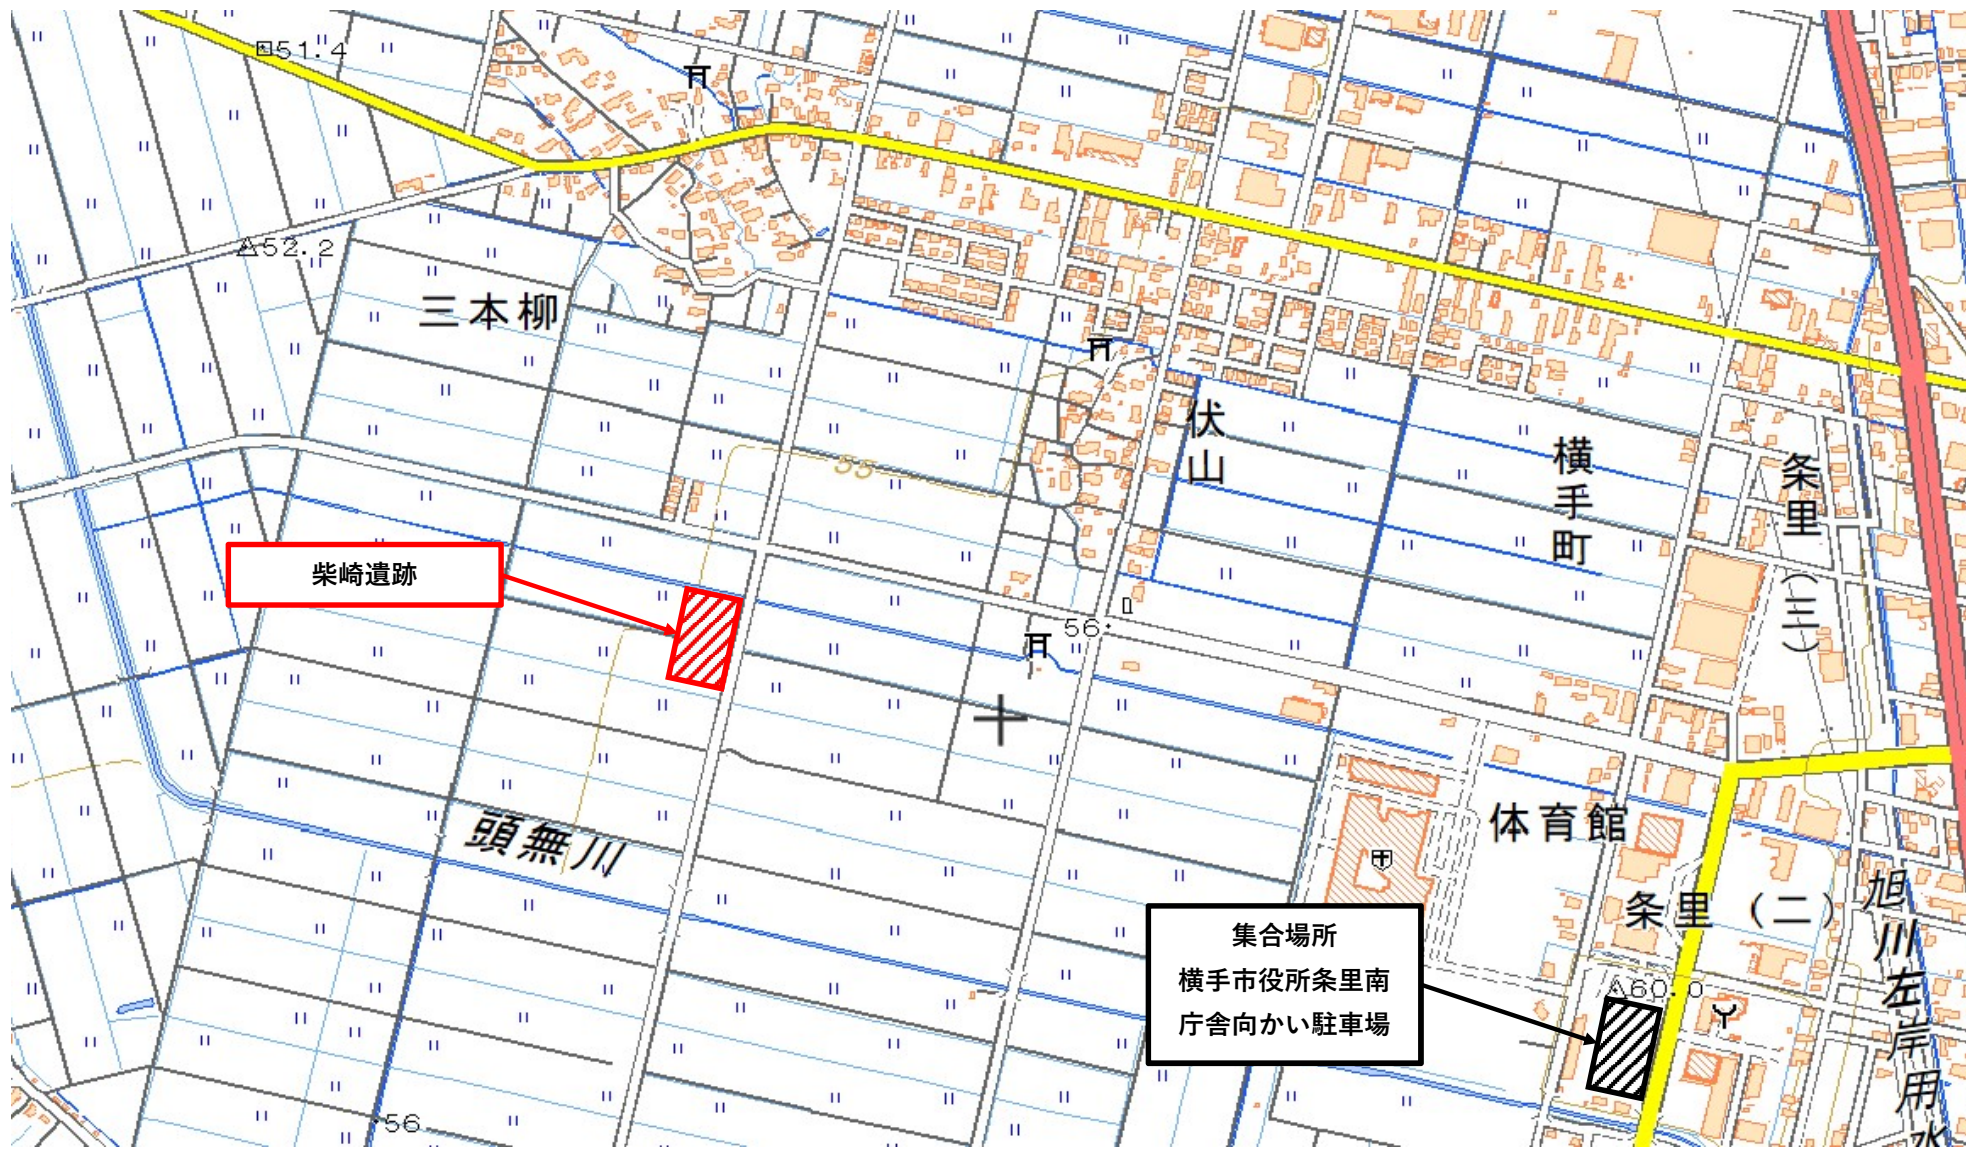 51.4
52.2
三本柳
伏山
横手町
条里(三)
55
柴崎遺跡
56
頭無川
体育館
条里(二)
旭川左岸用水
集合場所
横手市役所条里南
庁舎向かい駐車場
60.0
56